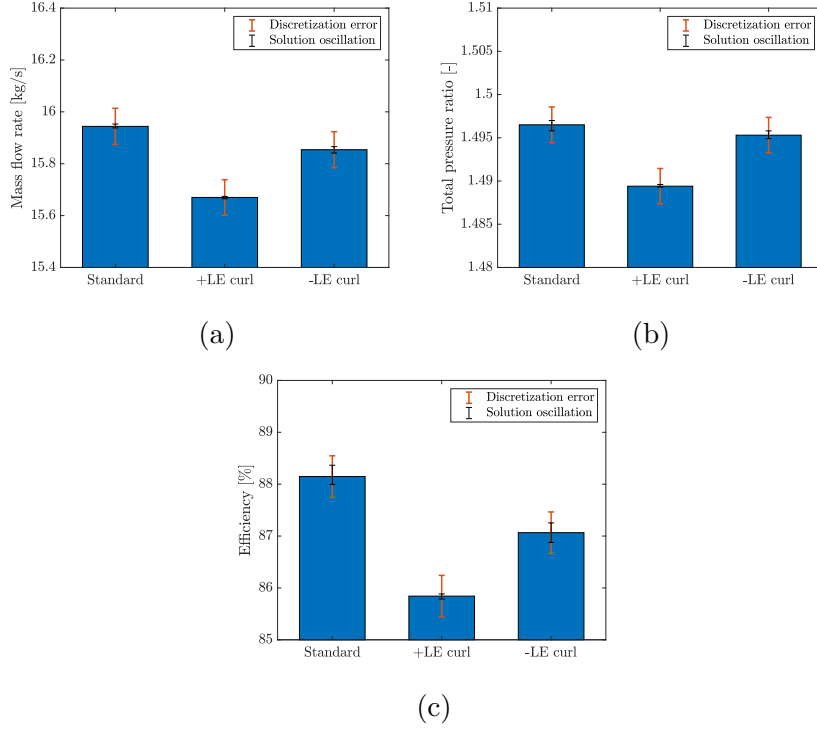 16.4
16.2
16
15.8
15.6
15.4
Mass flow rate [kg/s]
Discretization error
Solution oscillation
Standard +LE curl -LE curl
(a)
1.51
1.505
1.5
1.495
1.49
1.485
1.48
Total pressure ratio [-]
Discretization error
Solution oscillation
Standard +LE curl -LE curl
(b)
90
89
88
87
86
85
Efficiency [%]
Discretization error
Solution oscillation
Standard +LE curl -LE curl
(c)